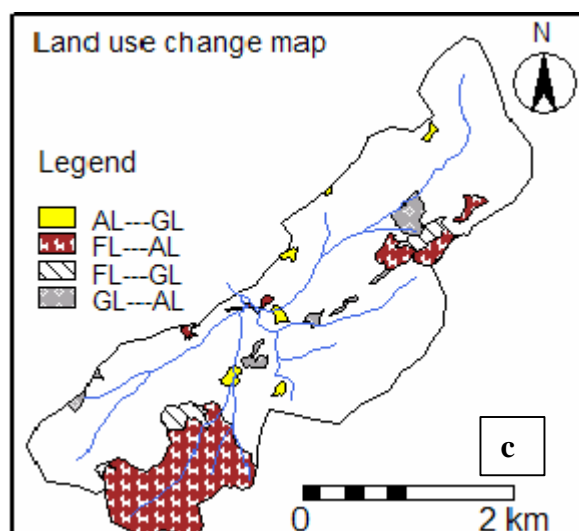 Land use change map
N
Legend
AL---GL
FL---AL
FL---GL
GL---AL
c
0 2 km